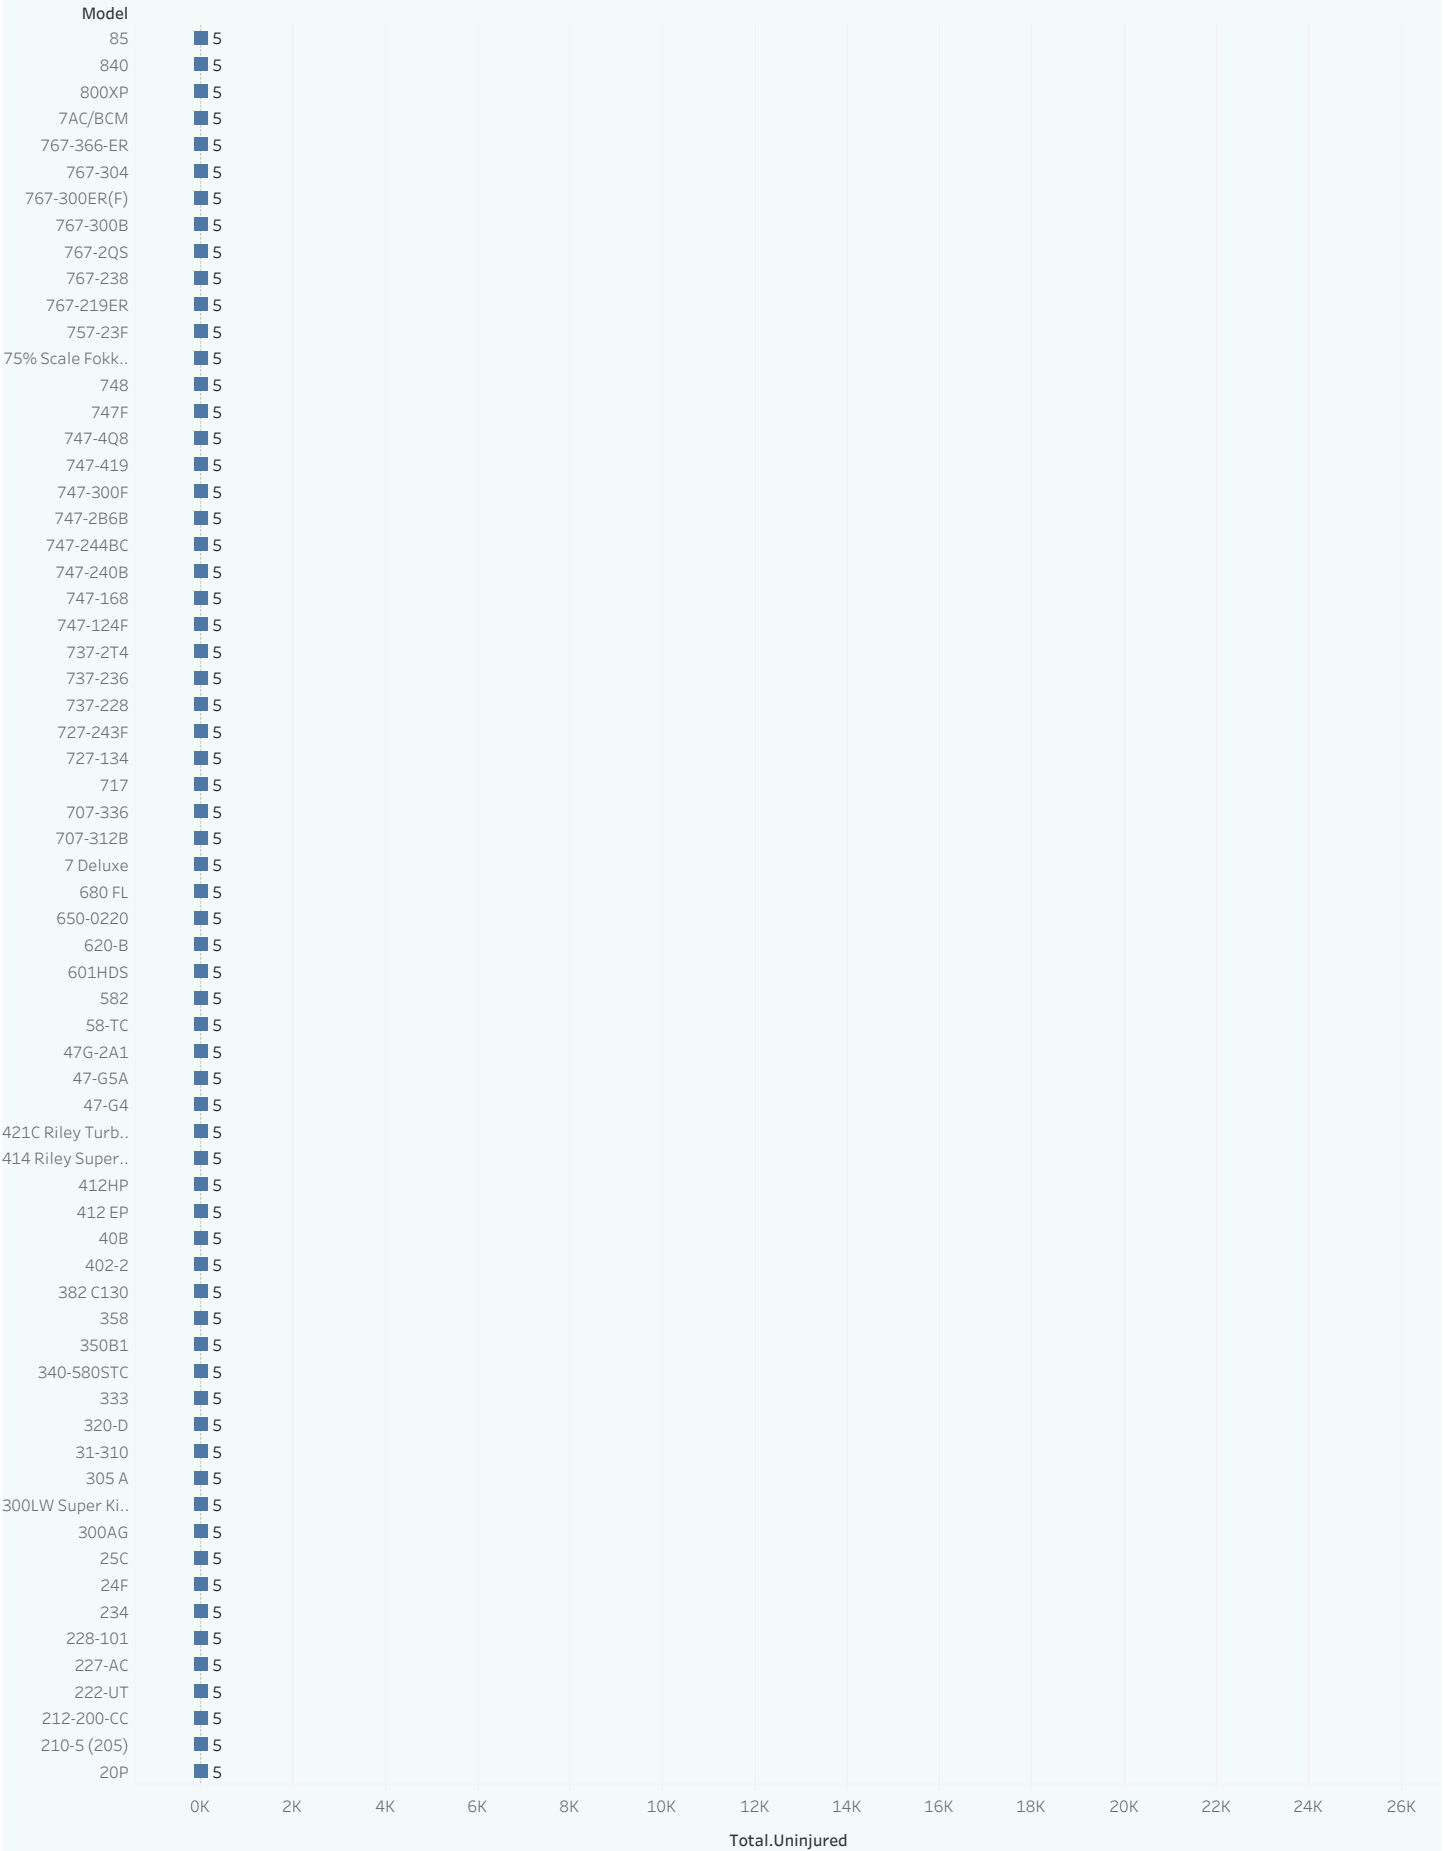 Model
85 5
840 5
800XP 5
7AC/BCM 5
767-366-ER 5
767-304 5
767-300ER(F) 5
767-300B 5
767-2QS 5
767-238 5
767-219ER 5
757-23F 5
75% Scale Fokk.. 5
748 5
747F 5
747-4Q8 5
747-419 5
747-300F 5
747-2B6B 5
747-244BC 5
747-240B 5
747-168 5
747-124F 5
737-2T4 5
737-236 5
737-228 5
727-243F 5
727-134 5
717 5
707-336 5
707-312B 5
7 Deluxe 5
680 FL 5
650-0220 5
620-B 5
601HDS 5
582 5
58-TC 5
47G-2A1 5
47-G5A 5
47-G4 5
421C Riley Turb.. 5
414 Riley Super.. 5
412HP 5
412 EP 5
40B 5
402-2 5
382 C130 5
358 5
350B1 5
340-580STC 5
333 5
320-D 5
31-310 5
305 A 5
300LW Super Ki.. 5
300AG 5
25C 5
24F 5
234 5
228-101 5
227-AC 5
222-UT 5
212-200-CC 5
210-5 (205) 5
20P 5
0K 2K 4K 6K 8K 10K 12K 14K 16K 18K 20K 22K 24K 26K
Total.Uninjured